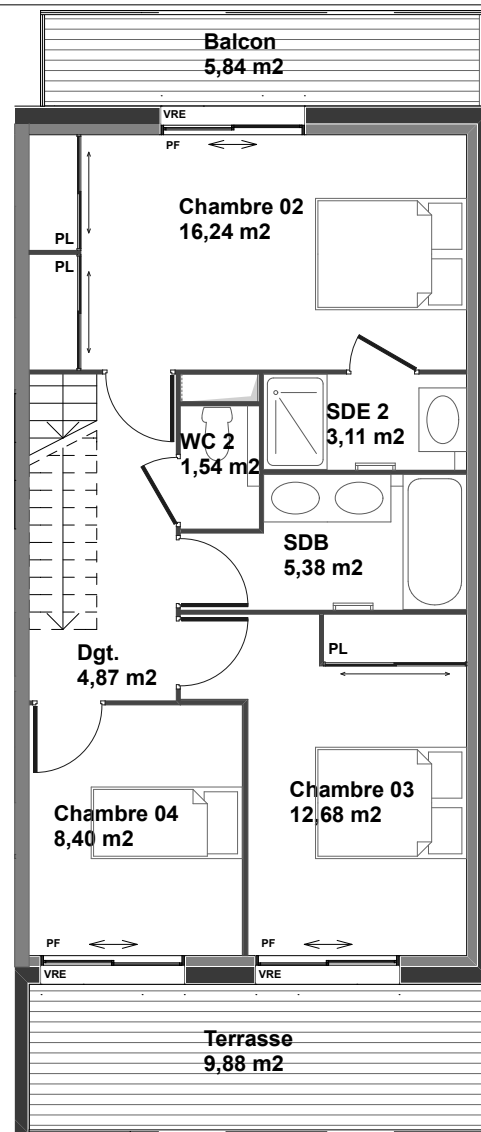 Balcon
5,84 m2
VRE
PF
Chambre 02
16,24 m2
PL
PL
SDE 2
3,11 m2
WC 2
1,54 m2
SDB
5,38 m2
Dgt.
4,87 m2
PL
Chambre 03
12,68 m2
Chambre 04
8,40 m2
PF
PF
VRE
VRE
Terrasse
9,88 m2